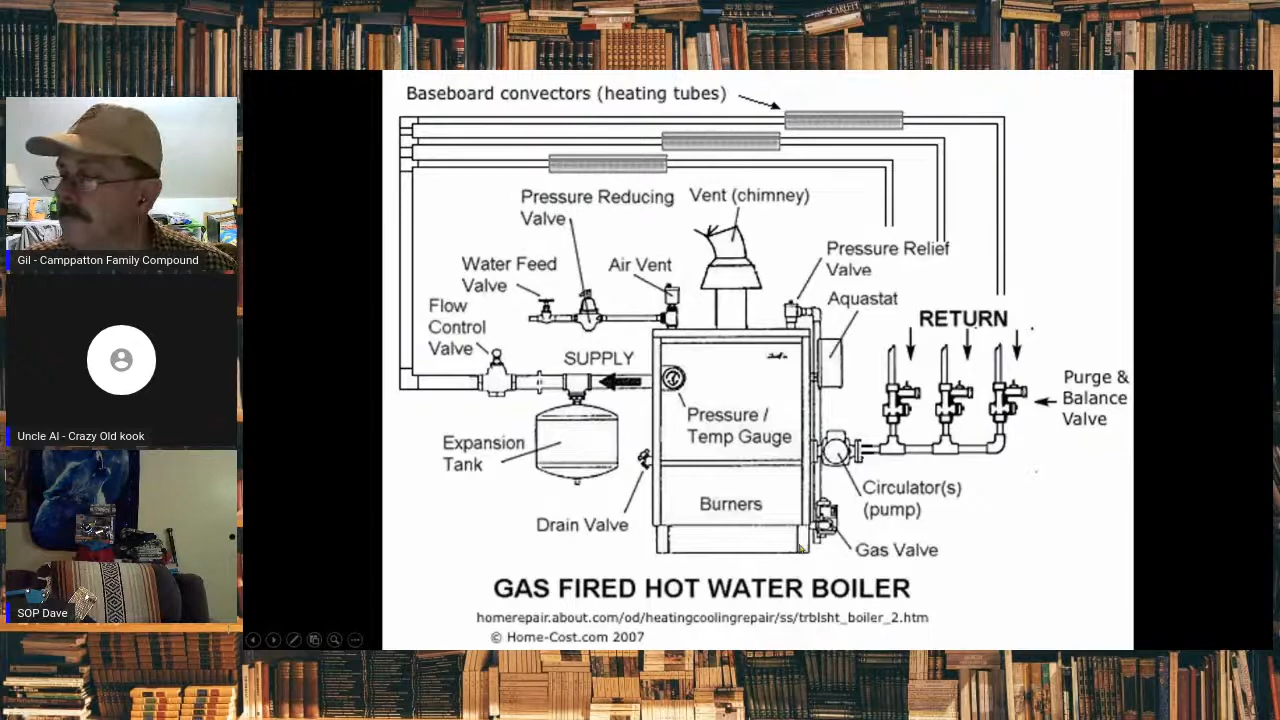 Baseboard convectors (heating tubes)
Pressure Reducing
Valve
Vent (chimney)
Water Feed
Valve
Air Vent
Pressure Relief
Valve
Flow
Control
Valve
Aquastat
RETURN
SUPPLY
Purge &
Balance
Valve
Pressure /
Temp Gauge
Expansion
Tank
Circulator(s)
(pump)
Burners
Drain Valve
Gas Valve
GAS FIRED HOT WATER BOILER
homerepair.about.com/od/heatingcoolingrepair/ss/trblsht_boiler_2.htm
© Home-Cost.com 2007
Gil - Camppatton Family Compound
Uncle Al - Crazy Old kook
SOP Dave